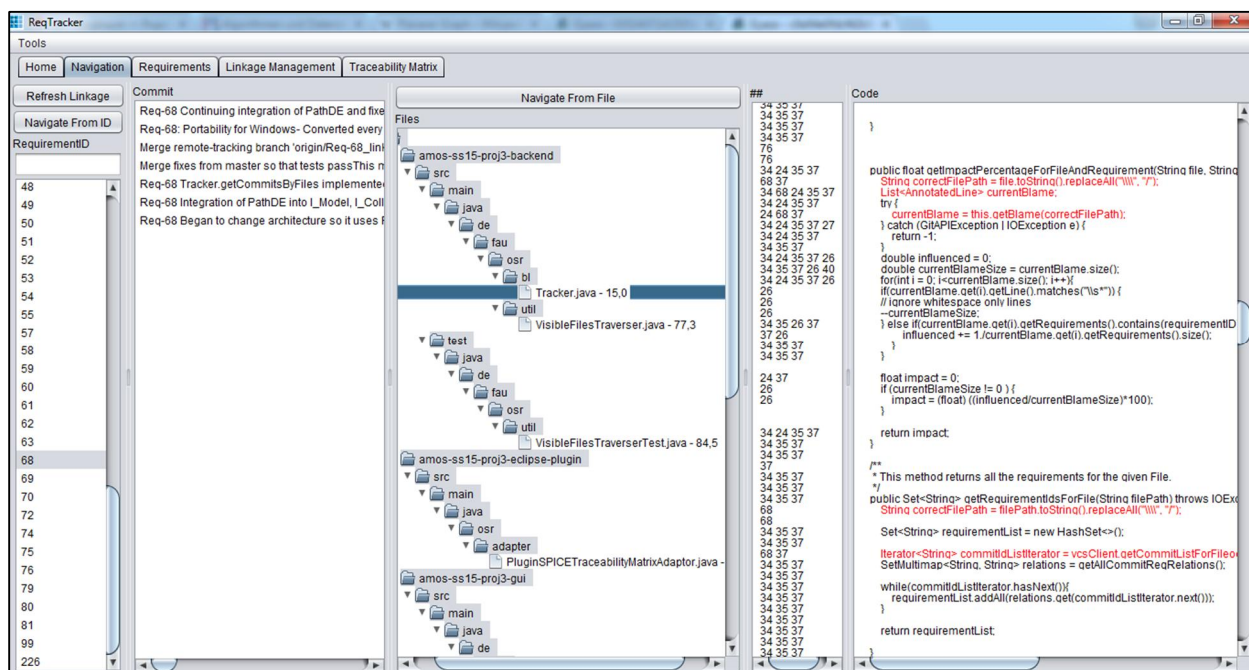 ReqTracker
Tools
Home
Navigation
Requirements
Linkage Management
Traceability Matrix
Refresh Linkage
Navigate From ID
RequirementID
48
49
50
51
52
53
54
55
57
58
59
60
61
62
63
68
69
70
72
74
75
76
79
80
81
99
226
Commit
Req-68 Continuing integration of PathDE and fixe
Req-68: Portability for Windows- Converted every
Merge remote-tracking branch 'origin/Req-68_lin
Merge fixes from master so that tests passThis m
Req-68 Tracker.getCommitsByFiles implemente
Req-68 Integration of PathDE into I_Model, I_Coll
Req-68 Began to change architecture so it uses
Navigate From File
Files
amos-ss15-proj3-backend
src
main
java
de
fau
osr
bl
Tracker.java - 15,0
util
VisibleFilesTraverser.java - 77,3
test
java
de
fau
osr
util
VisibleFilesTraverserTest.java - 84,5
amos-ss15-proj3-eclipse-plugin
src
main
java
osr
adapter
PluginSPICETraceabilityMatrixAdaptor.java -
amos-ss15-proj3-gui
src
main
java
de
##
34 35 37
34 35 37
34 35 37
34 35 37
76
76
34 24 35 37
68 37
34 68 24 35 37
34 24 35 37
24 68 37
34 24 35 37 27
34 24 35 37
34 35 37
34 24 35 37 26
34 35 37 26 40
34 24 35 37 26
26
26
26
34 35 26 37
37 26
34 35 37
34 35 37
24 37
26
26
34 24 35 37
34 35 37
34 35 37
37
34 35 37
34 35 37
34 35 37
68
68
34 35 37
34 35 37
68 37
34 35 37
34 35 37
34 35 37
34 35 37
34 35 37
34 35 37
34 35 37
34 35 37
Code
}
public float getImpactPercentageForFileAndRequirement(String file, String
String correctFilePath = file.toString().replaceAll("\\\\", "/");
List<AnnotatedLine> currentBlame;
try {
currentBlame = this.getBlame(correctFilePath);
} catch (GitAPIException | IOException e) {
return -1;
}
double influenced = 0;
double currentBlameSize = currentBlame.size();
for(int i = 0; i<currentBlame.size(); i++){
if(currentBlame.get(i).getLine().matches("\\s*")) {
// ignore whitespace only lines
--currentBlameSize;
} else if(currentBlame.get(i).getRequirements().contains(requirementID
influenced += 1./currentBlame.get(i).getRequirements().size();
}
}
float impact = 0;
if (currentBlameSize != 0 ) {
impact = (float) ((influenced/currentBlameSize)*100);
}
return impact;
}
/**
* This method returns all the requirements for the given File.
*/
public Set<String> getRequirementIdsForFile(String filePath) throws IOExc
String correctFilePath = filePath.toString().replaceAll("\\\\", "/");
Set<String> requirementList = new HashSet<>();
Iterator<String> commitIdListIterator = vcsClient.getCommitListForFileo
SetMultimap<String, String> relations = getAllCommitReqRelations();
while(commitIdListIterator.hasNext()){
requirementList.addAll(relations.get(commitIdListIterator.next()));
}
return requirementList;
}